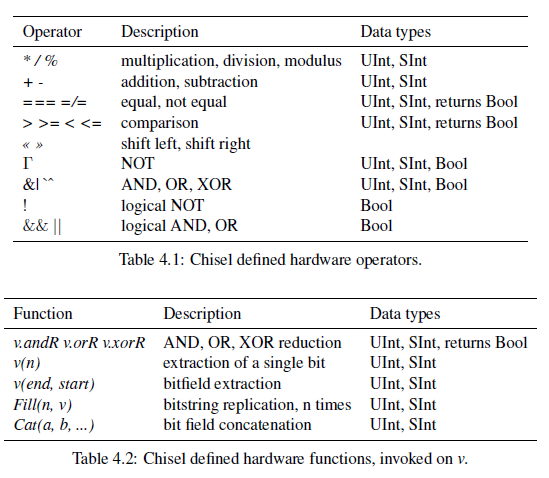 Operator Description Data types
* / % multiplication, division, modulus UInt, SInt
+ - addition, subtraction UInt, SInt
=== =/= equal, not equal UInt, SInt, returns Bool
> >= < <= comparison UInt, SInt, returns Bool
« » shift left, shift right
Γ NOT UInt, SInt, Bool
&| `ˆ AND, OR, XOR UInt, SInt, Bool
! logical NOT Bool
&& || logical AND, OR Bool
Table 4.1: Chisel defined hardware operators.
Function Description Data types
v.andR v.orR v.xorR AND, OR, XOR reduction UInt, SInt, returns Bool
v(n) extraction of a single bit UInt, SInt
v(end, start) bitfield extraction UInt, SInt
Fill(n, v) bitstring replication, n times UInt, SInt
Cat(a, b, ...) bit field concatenation UInt, SInt
Table 4.2: Chisel defined hardware functions, invoked on v.